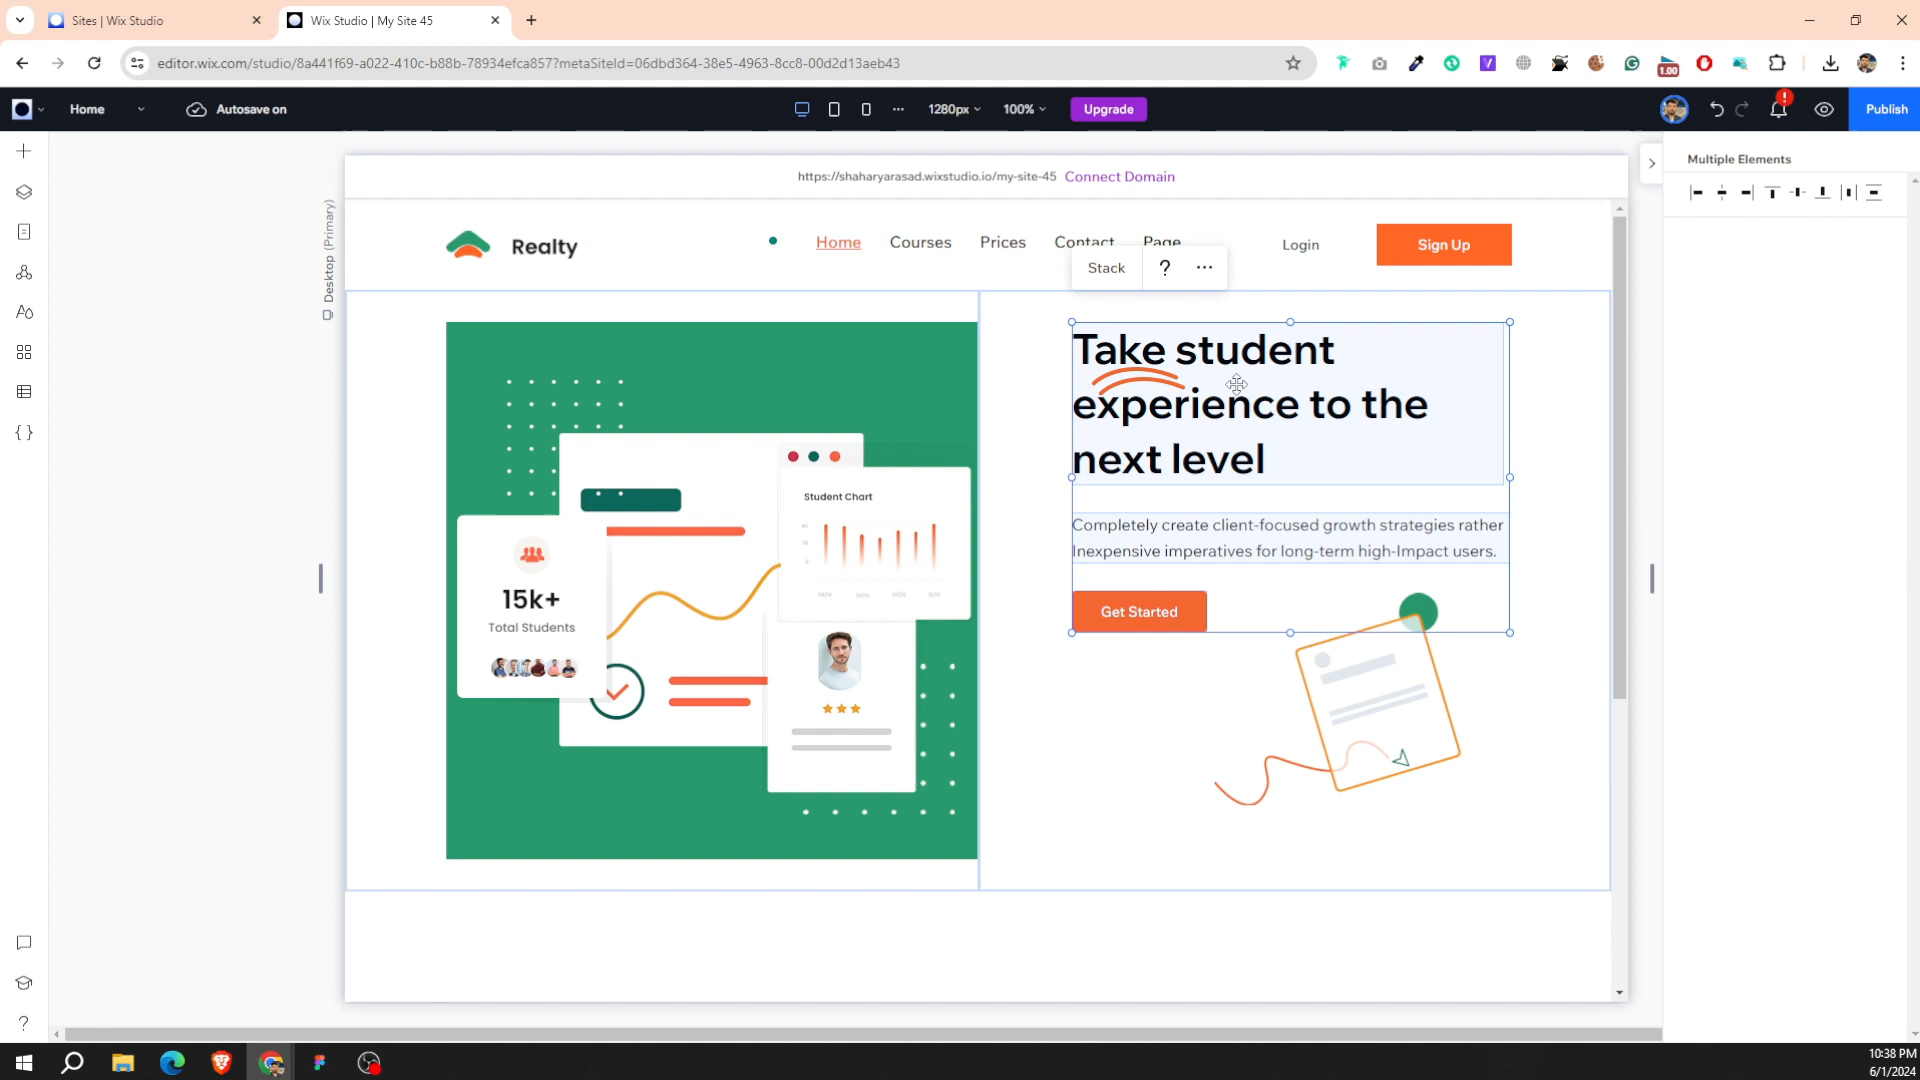 Sites | Wix Studio
Wix Studio | My Site 45
editor.wix.com/studio/8a441f69-a022-410c-b88b-78934efca857?metaSiteId=06dbd364-38e5-4963-8cc8-00d2d13aeb43
1.00
Home
Autosave on
1280px
100%
Upgrade
Publish
Multiple Elements
https://shaharyarasad.wixstudio.io/my-site-45 Connect Domain
Desktop (Primary)
Realty
Home
Courses
Prices
Contact
Page
Login
Sign Up
Stack
?
Take student
experience to the
next level
Completely create client-focused growth strategies rather
Inexpensive imperatives for long-term high-Impact users.
Get Started
Student Chart
15k+
Total Students
?
10:38 PM
6/1/2024